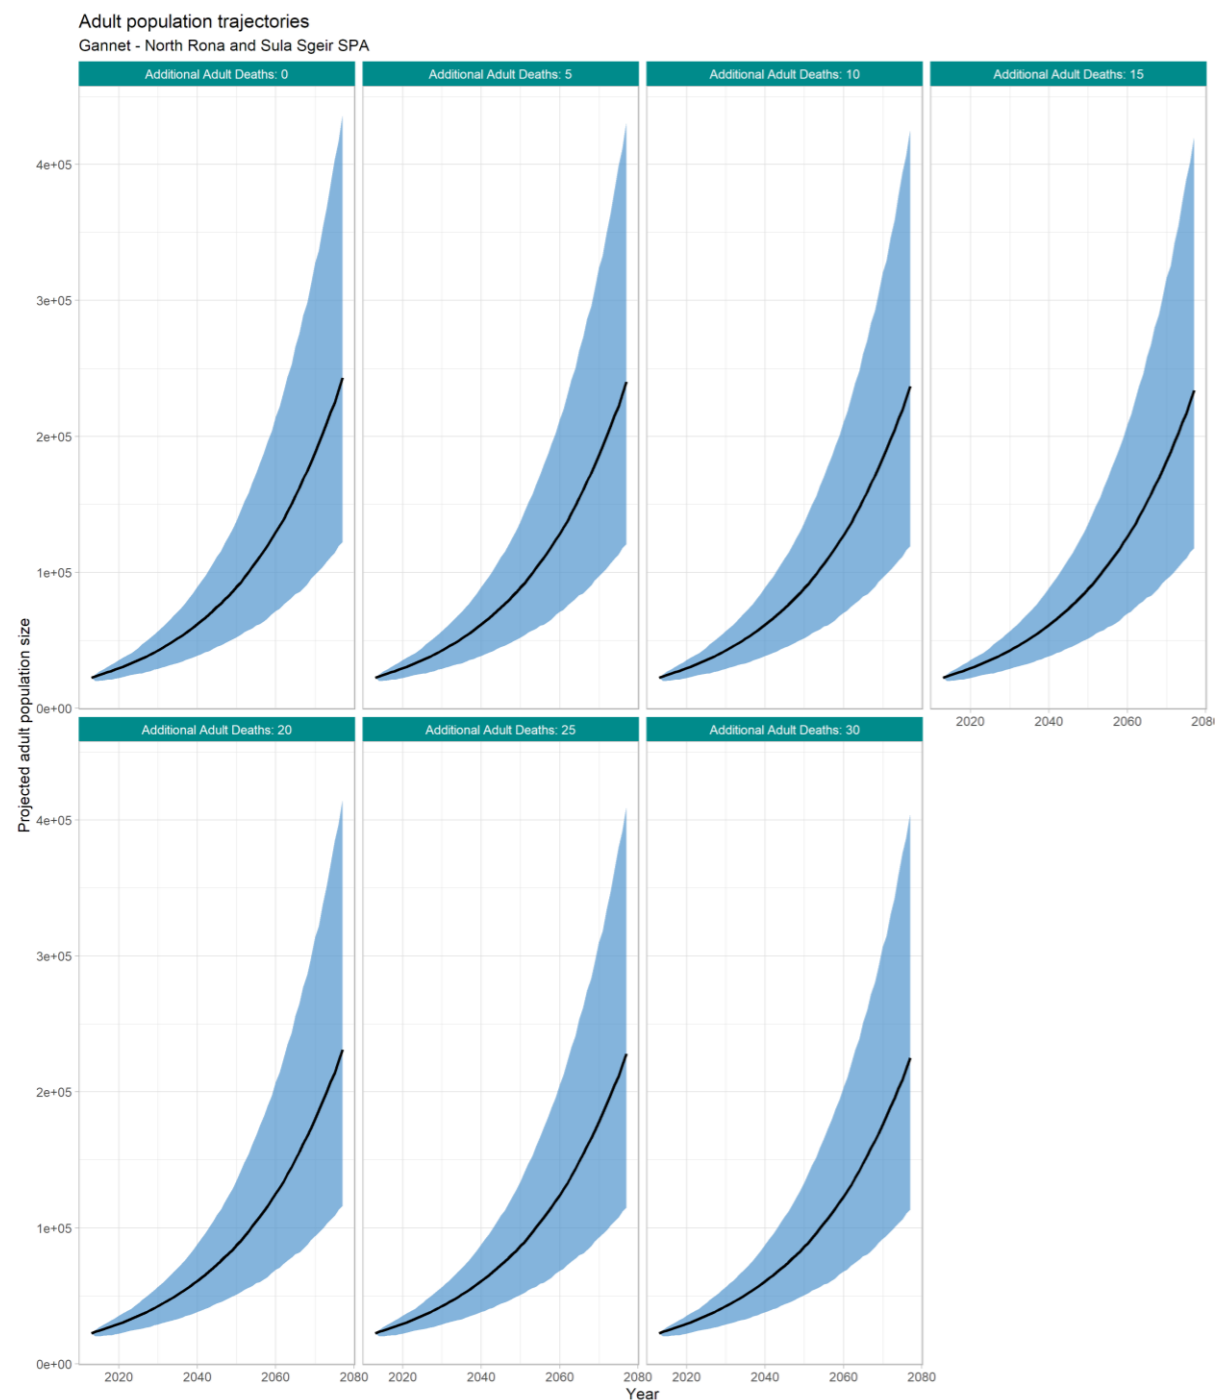 Adult population trajectories
Gannet - North Rona and Sula Sgeir SPA
Additional Adult Deaths: 0
Additional Adult Deaths: 5
Additional Adult Deaths: 10
Additional Adult Deaths: 15
4e+05
3e+05
2e+05
1e+05
0e+00
2020
2040
2060
208
Projected adult population size
Additional Adult Deaths: 20
Additional Adult Deaths: 25
Additional Adult Deaths: 30
4e+05
3e+05
2e+05
1e+05
0e+00
2020
2040
2060
2080
2020
2040
2060
2080
2020
2040
2060
2080
Year